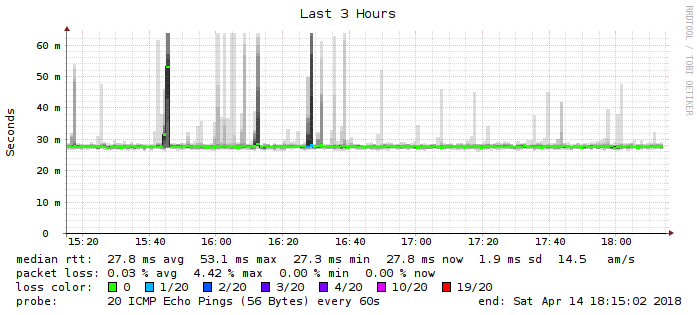 Last 3 Hours
RRDTOOL / TOBI OETIKER
Seconds
60 m
50 m
40 m
30 m
20 m
10 m
0
15:20 15:40 16:00 16:20 16:40 17:00 17:20 17:40 18:00
median rtt: 27.8 ms avg 53.1 ms max 27.3 ms min 27.8 ms now 1.9 ms sd 14.5 am/s
packet loss: 0.03 % avg 4.42 % max 0.00 % min 0.00 % now
loss color: 0 1/20 2/20 3/20 4/20 10/20 19/20
probe: 20 ICMP Echo Pings (56 Bytes) every 60s end: Sat Apr 14 18:15:02 2018